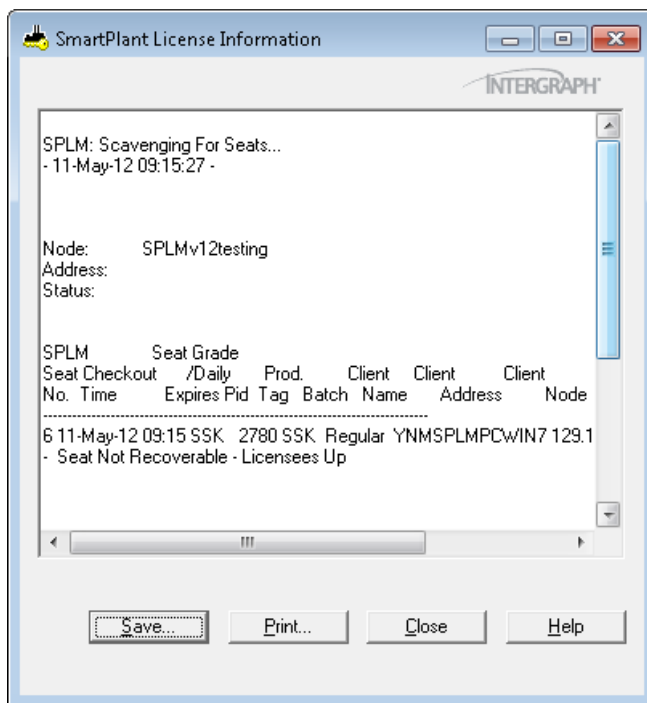 SmartPlant License Information
INTERGRAPH
SPLM: Scavenging For Seats...
- 11-May-12 09:15:27 -
Node: SPLMv12testing
Address:
Status:
SPLM Seat Grade
Seat Checkout /Daily Prod. Client Client Client
No. Time Expires Pid Tag Batch Name Address Node
--------------------------------------------------------------------------------
6 11-May-12 09:15 SSK 2780 SSK Regular YNMSPLMPCWIN7 129.1
- Seat Not Recoverable - Licensees Up
Save... Print... Close Help